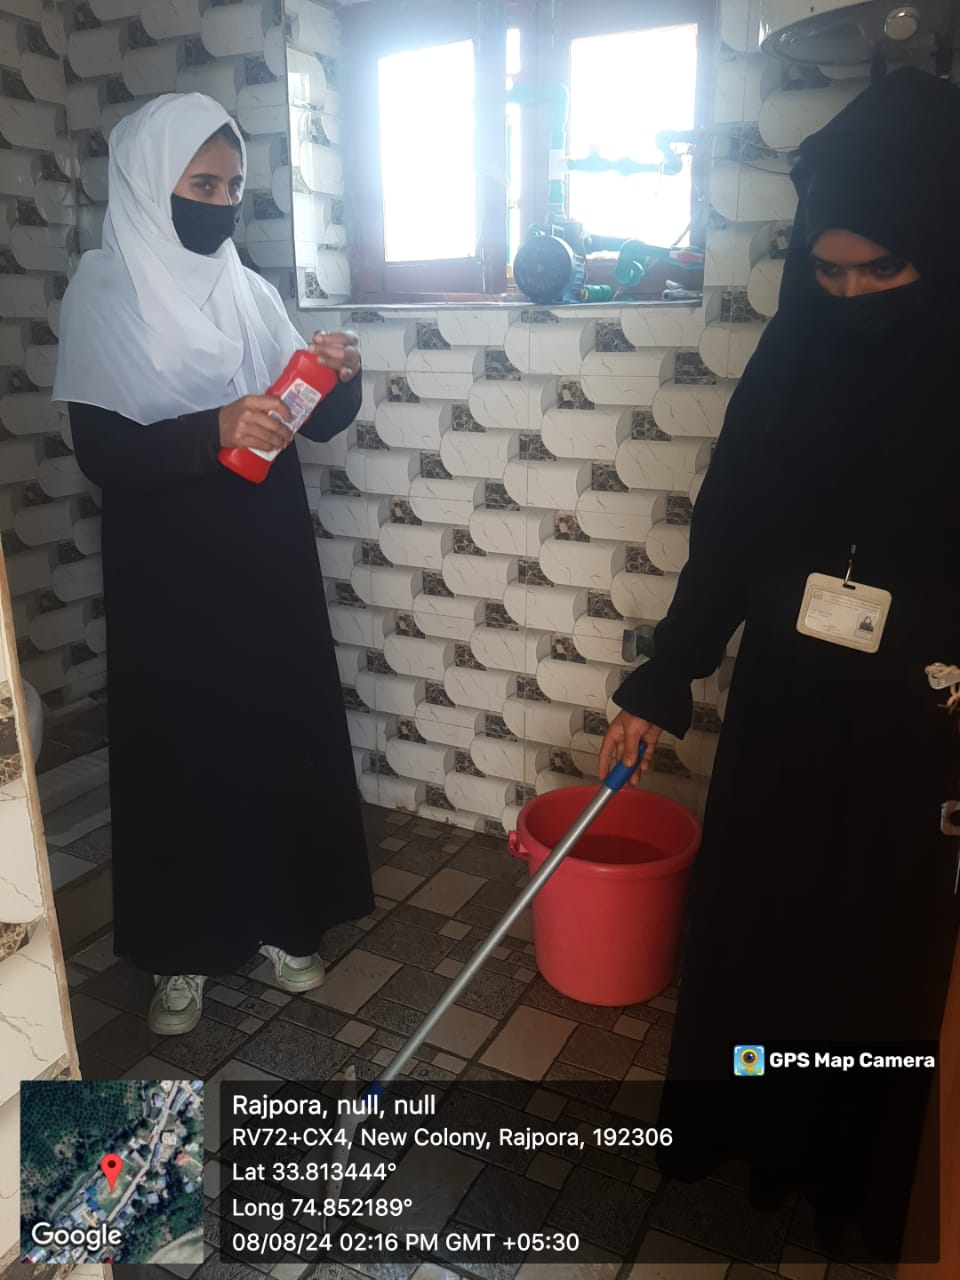 GPS Map Camera
Rajpora, null, null
RV72+CX4, New Colony, Rajpora, 192306
Lat 33.813444°
Long 74.852189°
08/08/24 02:16 PM GMT +05:30
Google